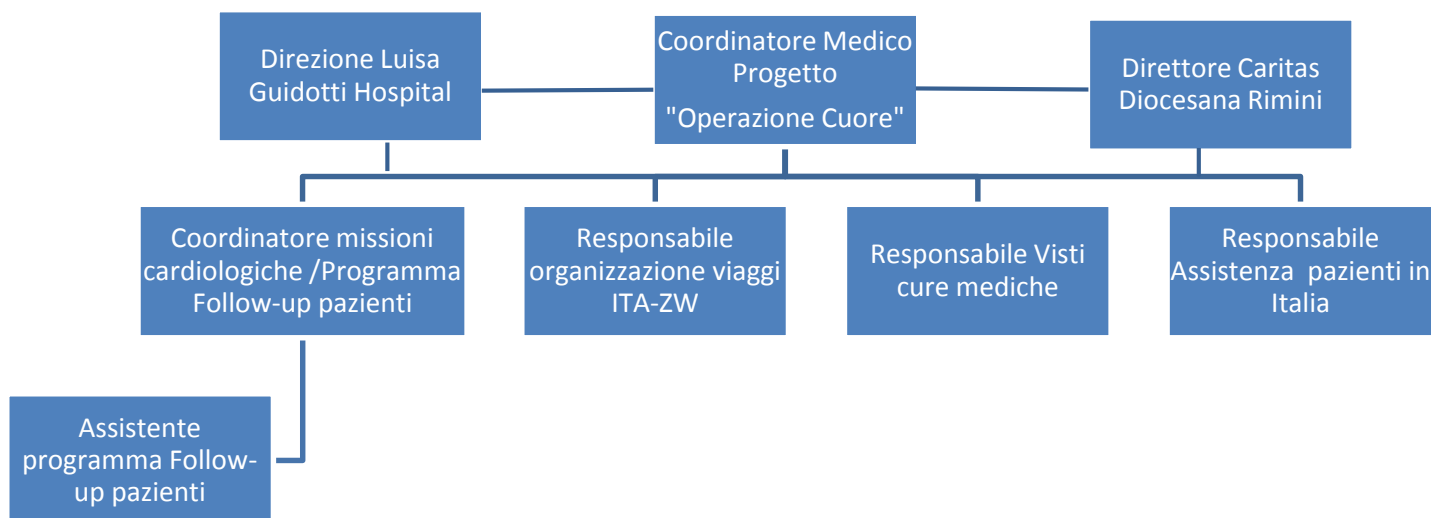 Direzione Luisa
Guidotti Hospital
Coordinatore Medico
Progetto
"Operazione Cuore"
Direttore Caritas
Diocesana Rimini
Coordinatore missioni
cardiologiche /Programma
Follow-up pazienti
Responsabile
organizzazione viaggi
ITA-ZW
Responsabile Visti
cure mediche
Responsabile
Assistenza  pazienti in
Italia
Assistente
programma Follow-
up pazienti